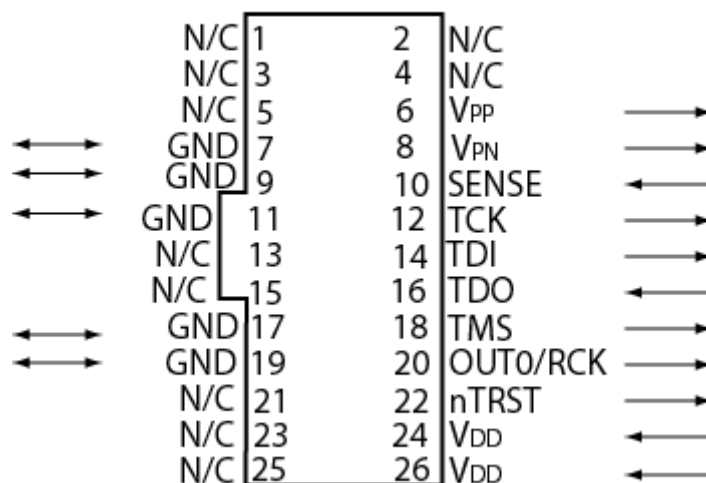 N/C 1 2 N/C
N/C 3 4 N/C
N/C 5 6 VPP
GND 7 8 VPN
GND 9 10 SENSE
GND 11 12 TCK
N/C 13 14 TDI
N/C 15 16 TDO
GND 17 18 TMS
GND 19 20 OUT0/RCK
N/C 21 22 nTRST
N/C 23 24 VDD
N/C 25 26 VDD